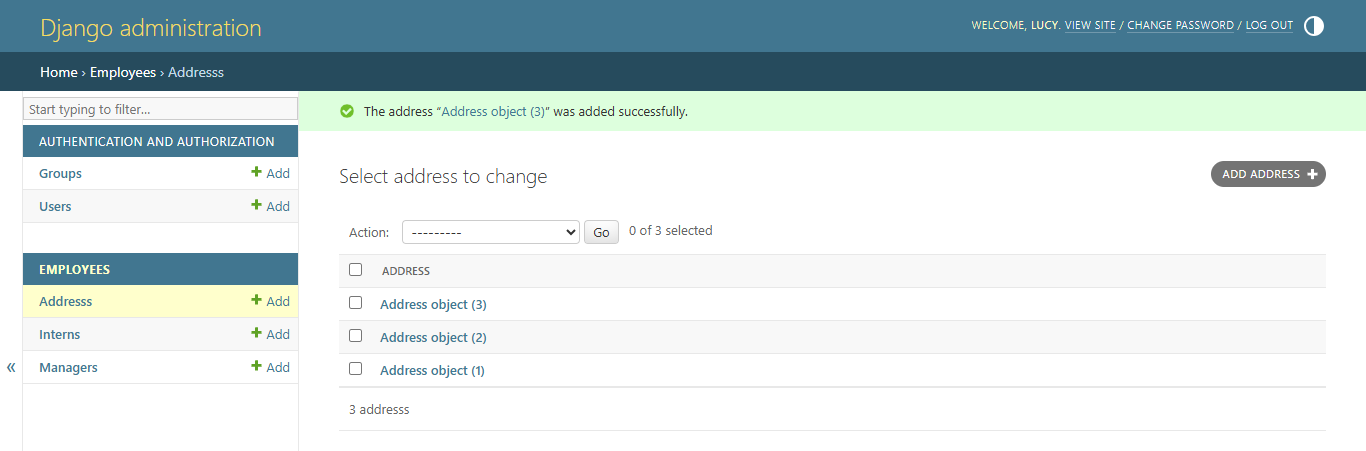 Django administration
WELCOME, LUCY. VIEW SITE / CHANGE PASSWORD / LOG OUT
Home › Employees › Addresss
Start typing to filter...
AUTHENTICATION AND AUTHORIZATION
Groups + Add
Users + Add
EMPLOYEES
Addresss + Add
Interns + Add
Managers + Add
«
The address “Address object (3)” was added successfully.
Select address to change
ADD ADDRESS +
Action: --------- Go 0 of 3 selected
ADDRESS
Address object (3)
Address object (2)
Address object (1)
3 addresss